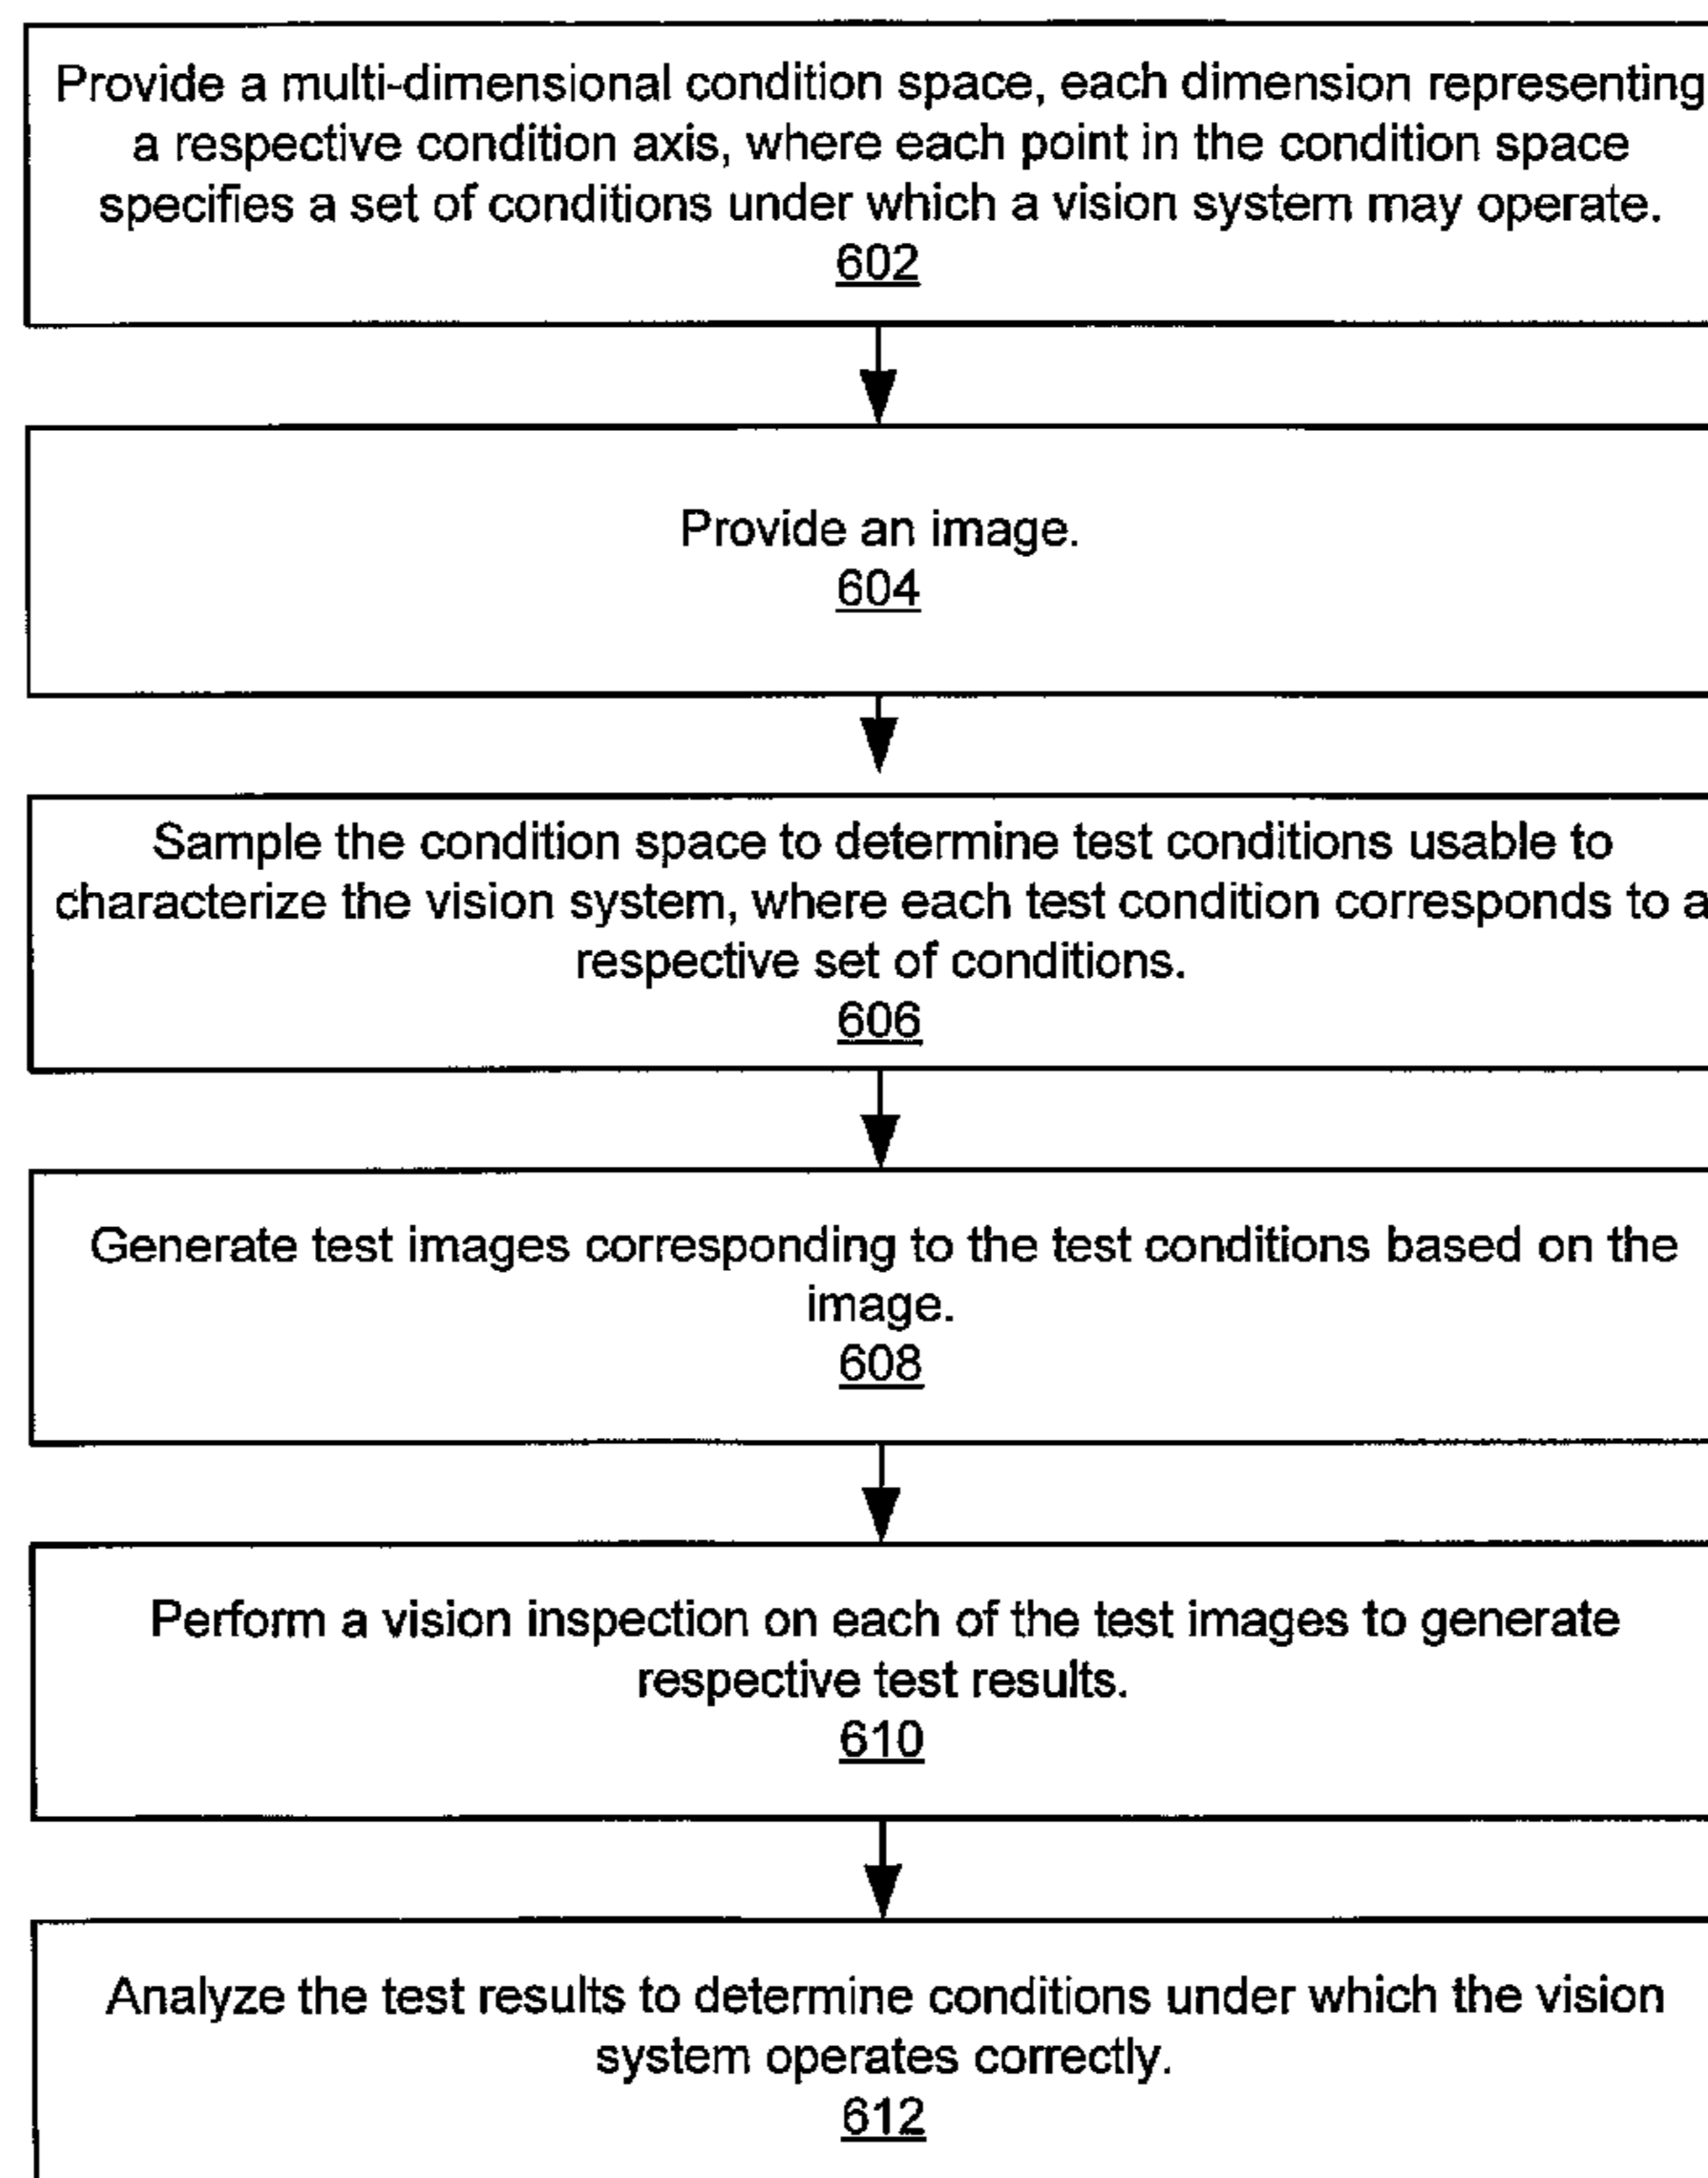 Provide a multi-dimensional condition space, each dimension representing
a respective condition axis, where each point in the condition space
specifies a set of conditions under which a vision system may operate.
602
Provide an image.
604
Sample the condition space to determine test conditions usable to
characterize the vision system, where each test condition corresponds to a
respective set of conditions.
606
Generate test images corresponding to the test conditions based on the
image.
608
Perform a vision inspection on each of the test images to generate
respective test results.
610
Analyze the test results to determine conditions under which the vision
system operates correctly.
612